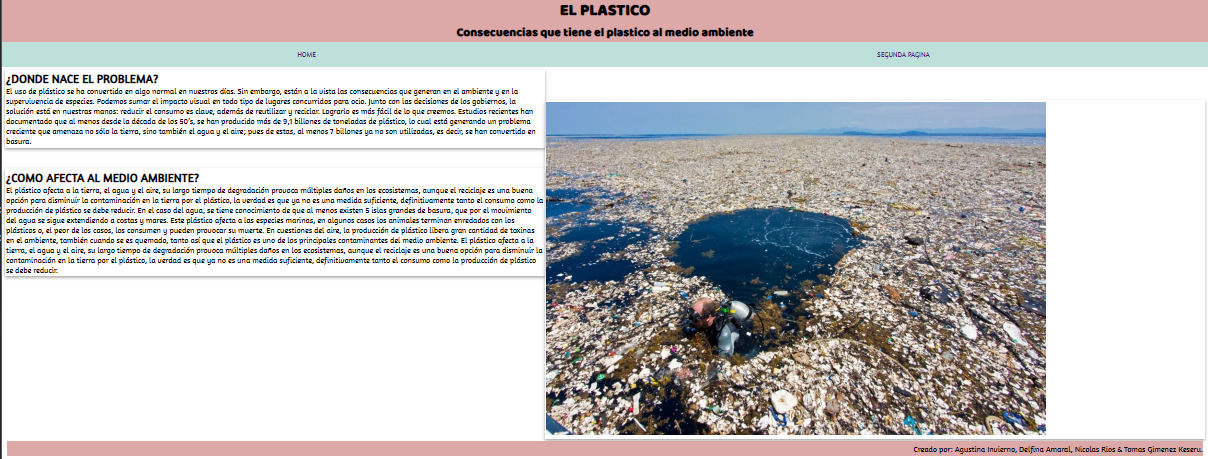 EL PLASTICO
Consecuencias que tiene el plastico al medio ambiente
HOME
SEGUNDA PAGINA
¿DONDE NACE EL PROBLEMA?
El uso de plástico se ha convertido en algo normal en nuestros días. Sin embargo, están a la vista las consecuencias que generan en el ambiente y en la
supervivencia de especies. Podemos sumar el impacto visual en todo tipo de lugares concurridos para ocio. Junto con las decisiones de los gobiernos, la
solución está en nuestras manos: reducir el consumo es clave, además de reutilizar y reciclar. Lograrlo es más fácil de lo que creemos. Estudios recientes han
documentado que al menos desde la década de los 50's, se han producido más de 9,1 billones de toneladas de plástico, lo cual está generando un problema
creciente que amenaza no sólo la tierra, sino también el agua y el aire; pues de estas, al menos 7 billones ya no son utilizadas, es decir, se han convertido en
basura.
¿COMO AFECTA AL MEDIO AMBIENTE?
El plástico afecta a la tierra, el agua y el aire, su largo tiempo de degradación provoca múltiples daños en los ecosistemas, aunque el reciclaje es una buena
opción para disminuir la contaminación en la tierra por el plástico, la verdad es que ya no es una medida suficiente, definitivamente tanto el consumo como la
producción de plástico se debe reducir. En el caso del agua, se tiene conocimiento de que al menos existen 5 islas grandes de basura, que por el movimiento
del agua se sigue extendiendo a costas y mares. Este plástico afecta a las especies marinas, en algunos casos los animales terminan enredados con los
plásticos o, el peor de los casos, los consumen y pueden provocar su muerte. En cuestiones del aire, la producción de plástico libera gran cantidad de toxinas
en el ambiente, también cuando se es quemado, tanto así que el plástico es uno de los principales contaminantes del medio ambiente. El plástico afecta a la
tierra, el agua y el aire, su largo tiempo de degradación provoca múltiples daños en los ecosistemas, aunque el reciclaje es una buena opción para disminuir la
contaminación en la tierra por el plástico, la verdad es que ya no es una medida suficiente, definitivamente tanto el consumo como la producción de plástico
se debe reducir.
Creado por: Agustina Invierno, Delfina Amaral, Nicolas Rios & Tomas Gimenez Keseru.